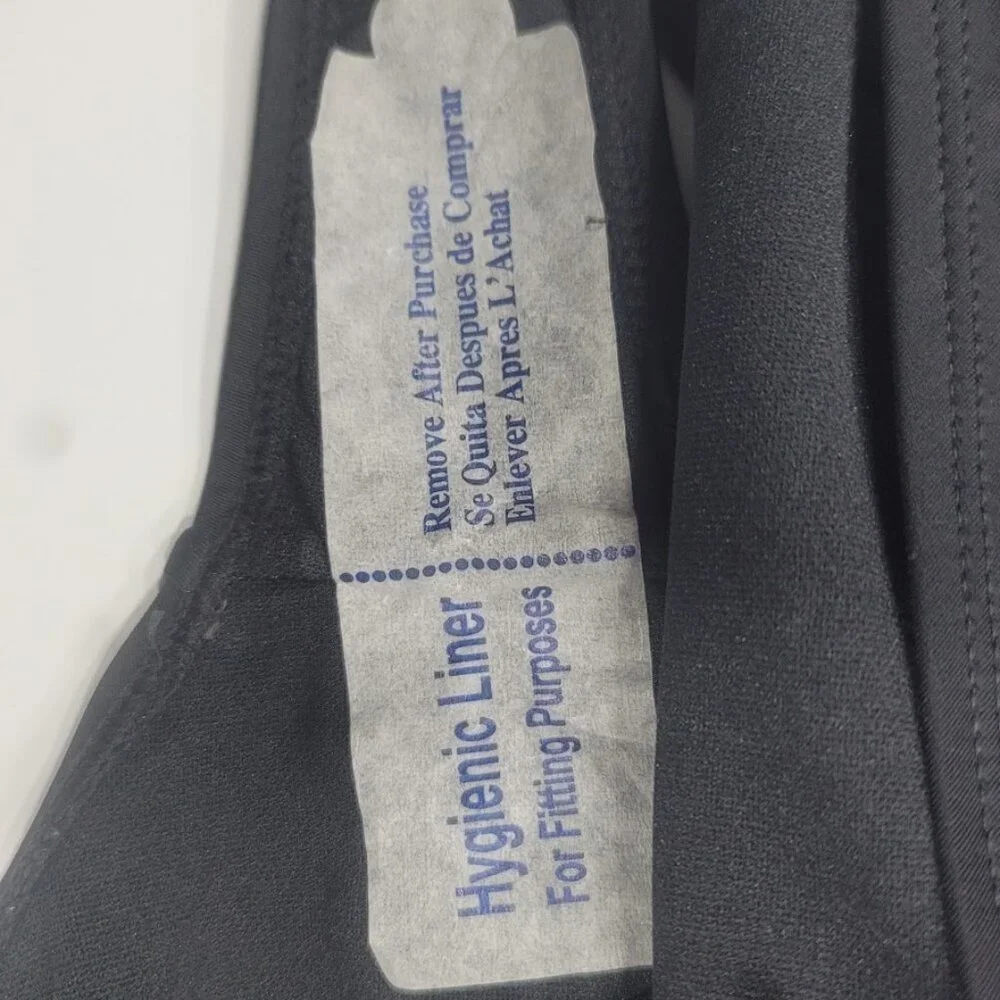 Remove After Purchase
Se Quita Despues de Comprar
Enlever Apres L'Achat
Hygienic Liner
For Fitting Purposes